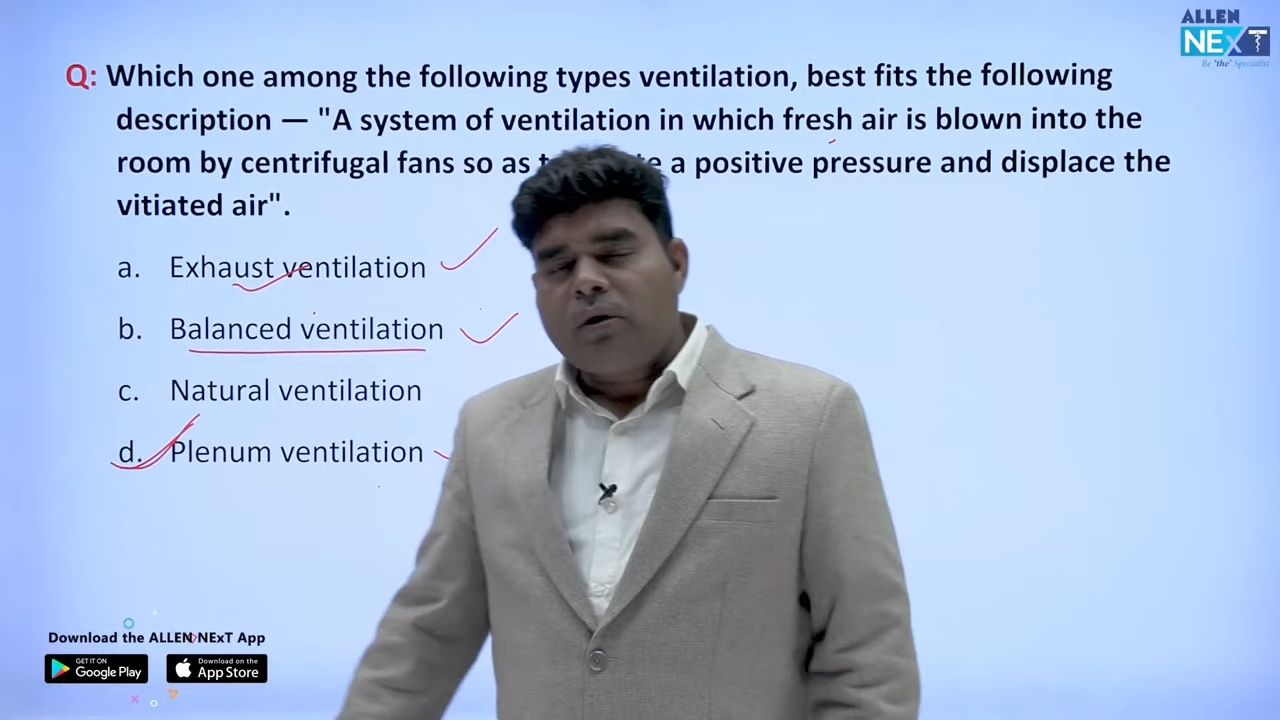 ALLEN
NEXT
Be 'the' Specialist
Q: Which one among the following types ventilation, best fits the following
description — "A system of ventilation in which fresh air is blown into the
room by centrifugal fans so as a positive pressure and displace the
vitiated air".
a. Exhaust ventilation
b. Balanced ventilation
c. Natural ventilation
d. Plenum ventilation
Download the ALLEN NExT App
GET IT ON
Google Play
Download on the
App Store